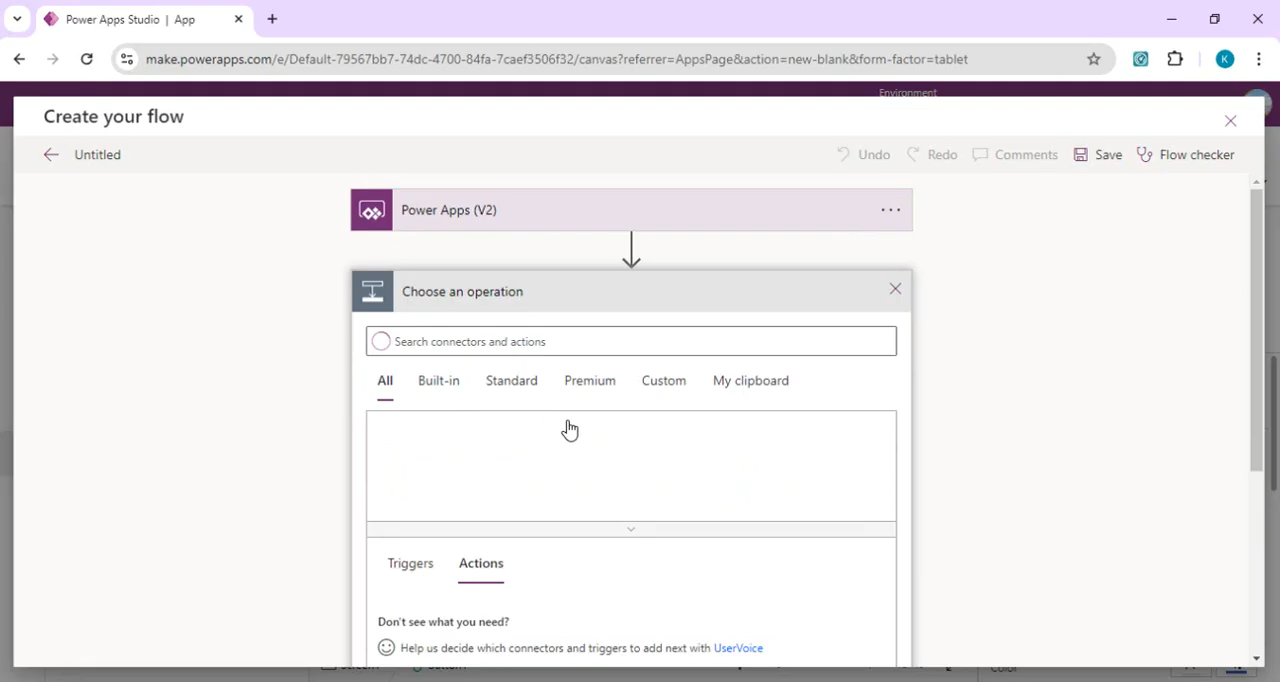 Power Apps Studio | App
make.powerapps.com/e/Default-79567bb7-74dc-4700-84fa-7caef3506f32/canvas?referrer=AppsPage&action=new-blank&form-factor=tablet
K
Environment
Create your flow
Untitled
Undo
Redo
Comments
Save
Flow checker
Power Apps (V2)
Choose an operation
Search connectors and actions
All
Built-in
Standard
Premium
Custom
My clipboard
Triggers
Actions
Don't see what you need?
Help us decide which connectors and triggers to add next with UserVoice